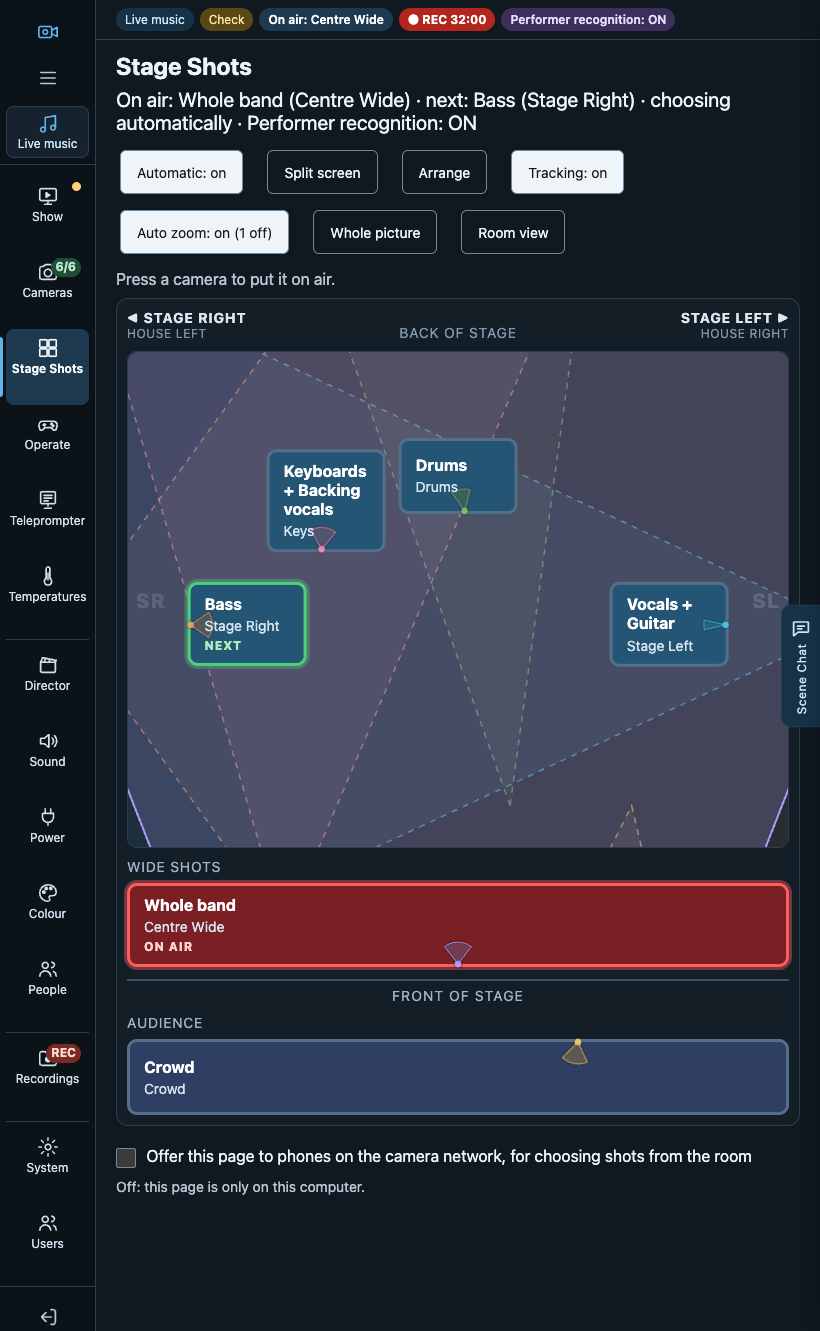 Live music
Check
On air: Centre Wide
REC 32:00
Performer recognition: ON
Live music
Show
6/6
Cameras
Stage Shots
Operate
Teleprompter
Temperatures
Director
Sound
Power
Colour
People
REC
Recordings
System
Users
Stage Shots
On air: Whole band (Centre Wide) · next: Bass (Stage Right) · choosing
automatically · Performer recognition: ON
Automatic: on
Split screen
Arrange
Tracking: on
Auto zoom: on (1 off)
Whole picture
Room view
Press a camera to put it on air.
◀ STAGE RIGHT
HOUSE LEFT
BACK OF STAGE
STAGE LEFT ▶
HOUSE RIGHT
Keyboards
+ Backing
vocals
Keys
Drums
Drums
SR
Bass
Stage Right
NEXT
Vocals +
Guitar
Stage Left
SL
Scene Chat
WIDE SHOTS
Whole band
Centre Wide
ON AIR
FRONT OF STAGE
AUDIENCE
Crowd
Crowd
Offer this page to phones on the camera network, for choosing shots from the room
Off: this page is only on this computer.